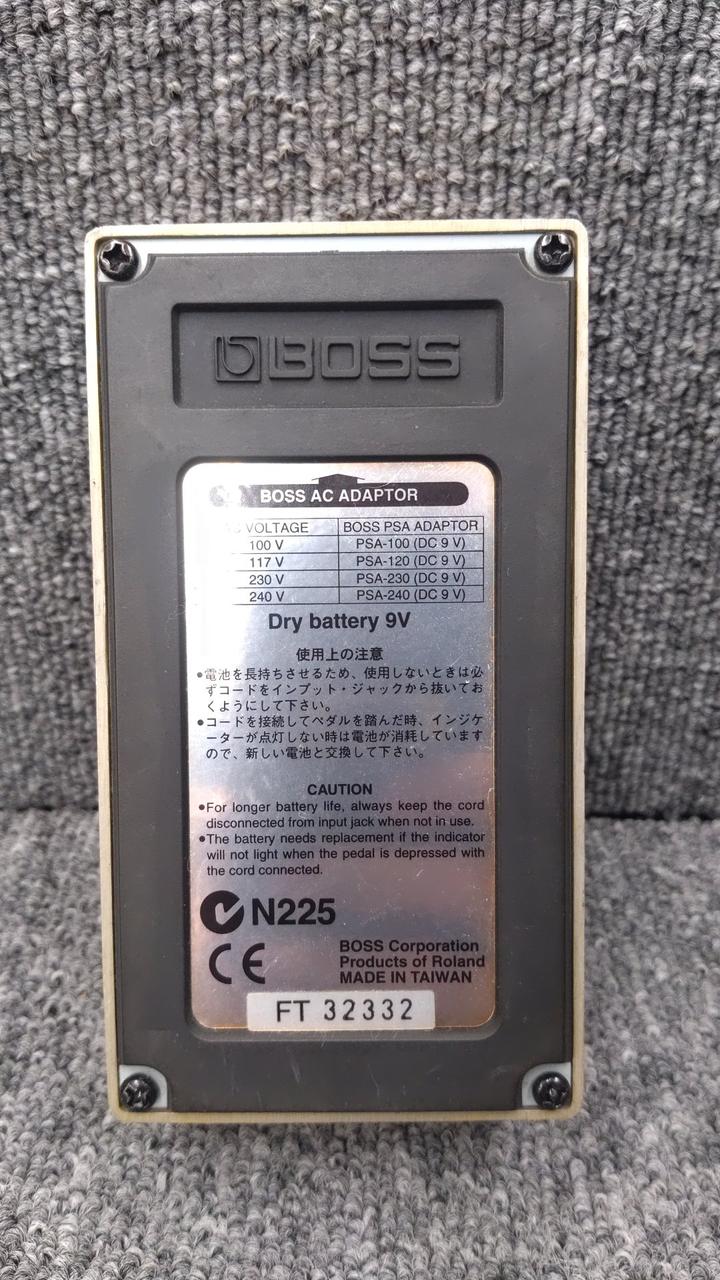 BOSS
BOSS AC ADAPTOR
AC VOLTAGE BOSS PSA ADAPTOR
100 V PSA-100 (DC 9 V)
117 V PSA-120 (DC 9 V)
230 V PSA-230 (DC 9 V)
240 V PSA-240 (DC 9 V)
Dry battery 9V
使用上の注意
●電池を長持ちさせるため、使用しないときは必
ずコードをインプット・ジャックから抜いてお
くようにして下さい。
●コードを接続してペダルを踏んだ時、インジケ
ーターが点灯しない時は電池が消耗しています
ので、新しい電池と交換して下さい。
CAUTION
●For longer battery life, always keep the cord
disconnected from input jack when not in use.
●The battery needs replacement if the indicator
will not light when the pedal is depressed with
the cord connected.
N225
CE
BOSS Corporation
Products of Roland
MADE IN TAIWAN
FT 32332